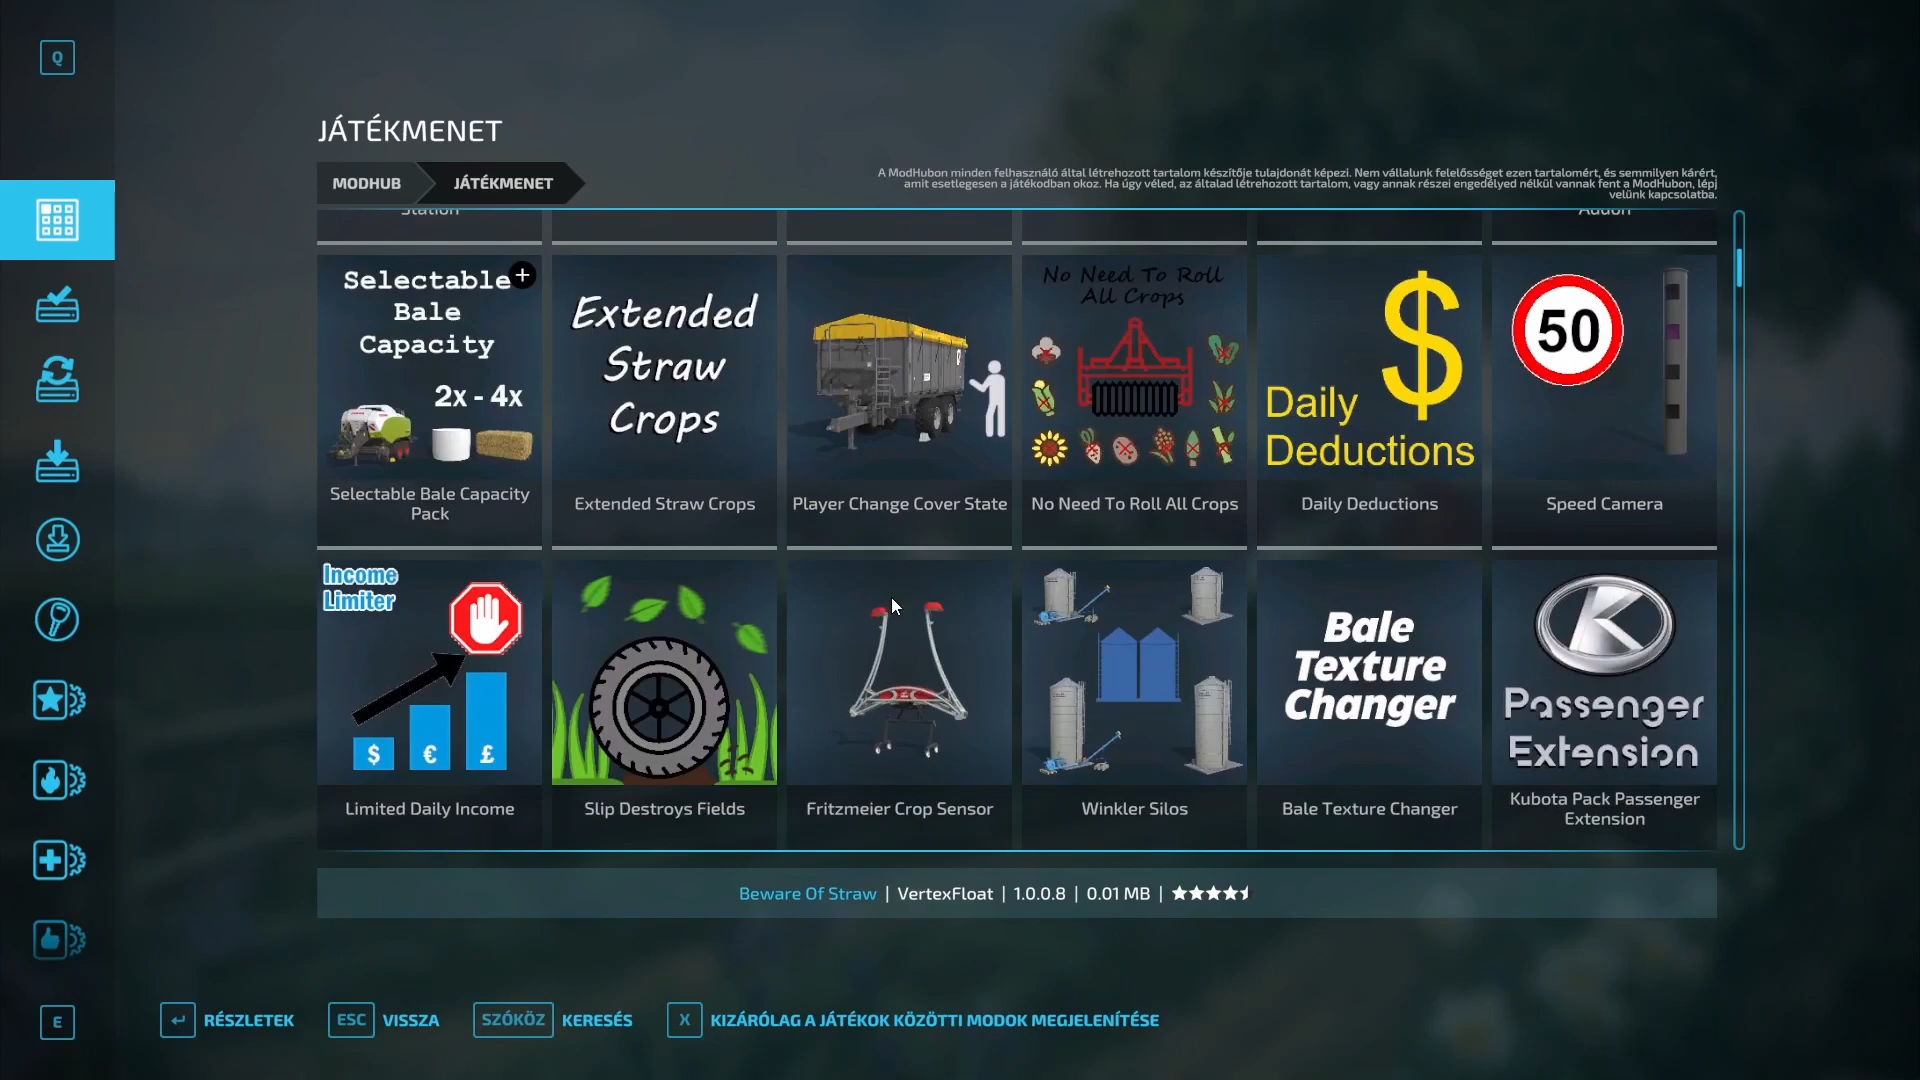 Q
JÁTÉKMENET
MODHUB
JÁTÉKMENET
A ModHubon minden felhasználó által létrehozott tartalom készítője tulajdonát képezi. Nem vállalunk felelősséget ezen tartalomért, és semmilyen kárért,
amit esetlegesen a játékodban okoz. Ha úgy véled, az általad létrehozott tartalom, vagy annak részei engedélyed nélkül vannak fent a ModHubon, lépj
velünk kapcsolatba.
Station
Addon
Selectable
Bale
Capacity
2x - 4x
Selectable Bale Capacity
Pack
Extended
Straw
Crops
Extended Straw Crops
Player Change Cover State
No Need To Roll
All Crops
No Need To Roll All Crops
$
Daily
Deductions
Daily Deductions
50
Speed Camera
Income
Limiter
$ € £
Limited Daily Income
Slip Destroys Fields
Fritzmeier Crop Sensor
Winkler Silos
Bale
Texture
Changer
Bale Texture Changer
K
Passenger
Extension
Kubota Pack Passenger
Extension
Beware Of Straw | VertexFloat | 1.0.0.8 | 0.01 MB |
E
RÉSZLETEK
ESC VISSZA
SZÓKÖZ KERESÉS
X KIZÁRÓLAG A JÁTÉKOK KÖZÖTTI MODOK MEGJELENÍTÉSE